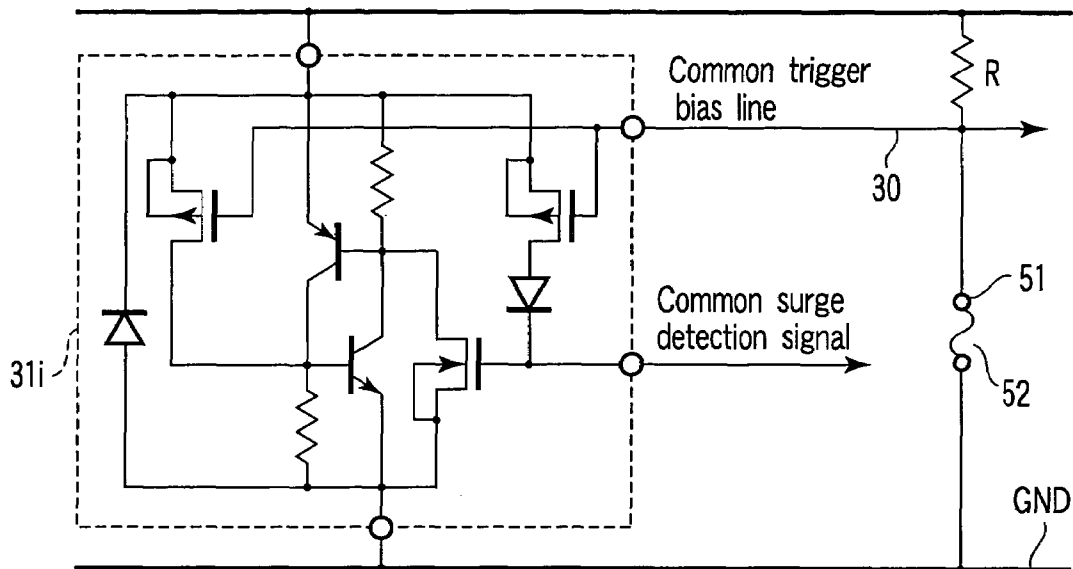 Common trigger
bias line
R
30
51
Common surge
detection signal
52
31i
GND